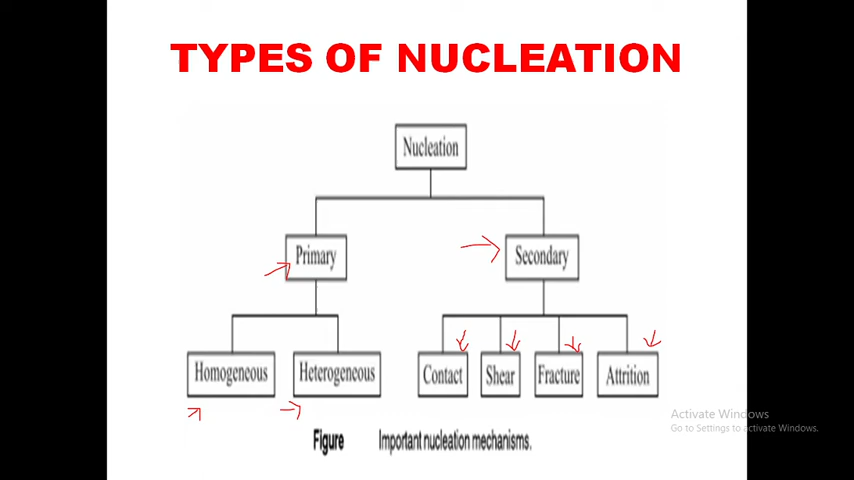 TYPES OF NUCLEATION
Nucleation
Primary
Secondary
Homogeneous
Heterogeneous
Contact
Shear
Fracture
Attrition
Figure Important nucleation mechanisms.
Activate Windows
Go to Settings to activate Windows.